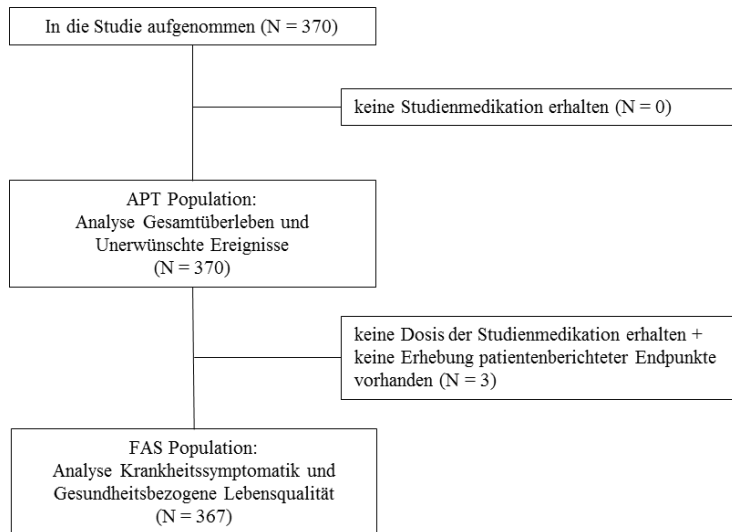 In die Studie aufgenommen (N = 370)
keine Studienmedikation erhalten (N = 0)
APT Population:
Analyse Gesamtüberleben und
Unerwünschte Ereignisse
(N = 370)
keine Dosis der Studienmedikation erhalten +
keine Erhebung patientenberichteter Endpunkte
vorhanden (N = 3)
FAS Population:
Analyse Krankheitssymptomatik und
Gesundheitsbezogene Lebensqualität
(N = 367)